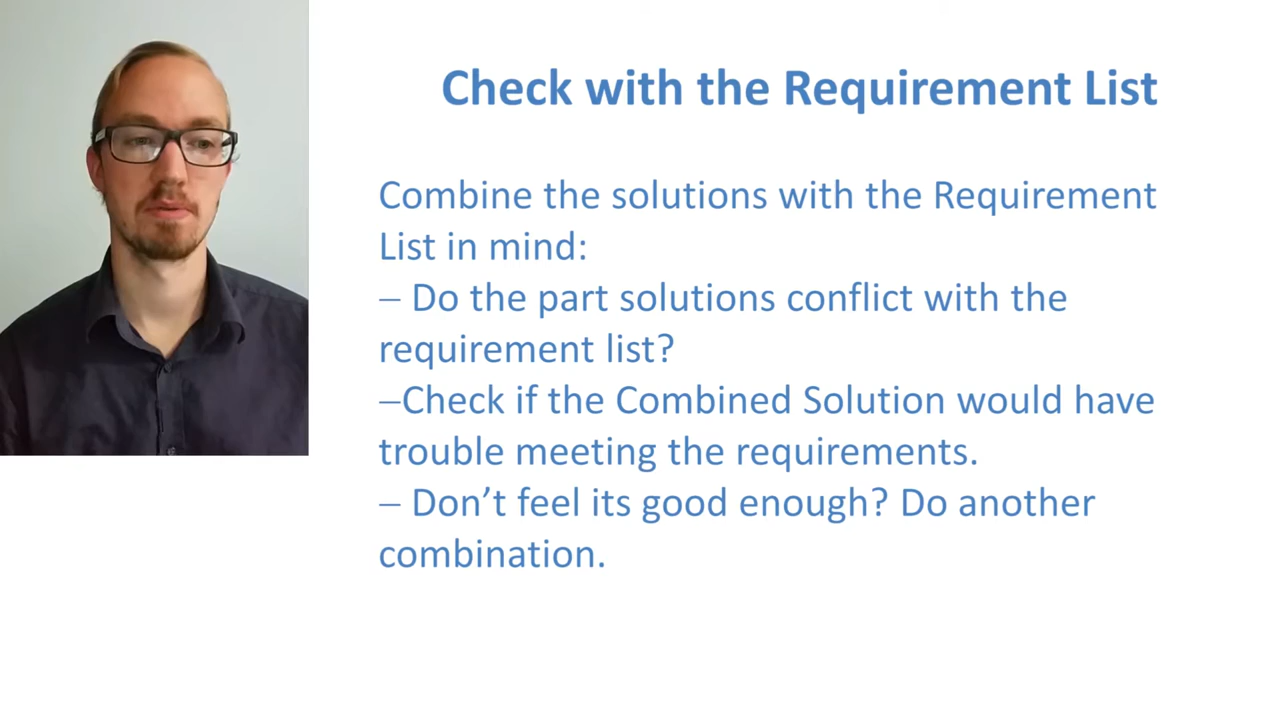 Check with the Requirement List
Combine the solutions with the Requirement
List in mind:
– Do the part solutions conflict with the
requirement list?
–Check if the Combined Solution would have
trouble meeting the requirements.
– Don’t feel its good enough? Do another
combination.